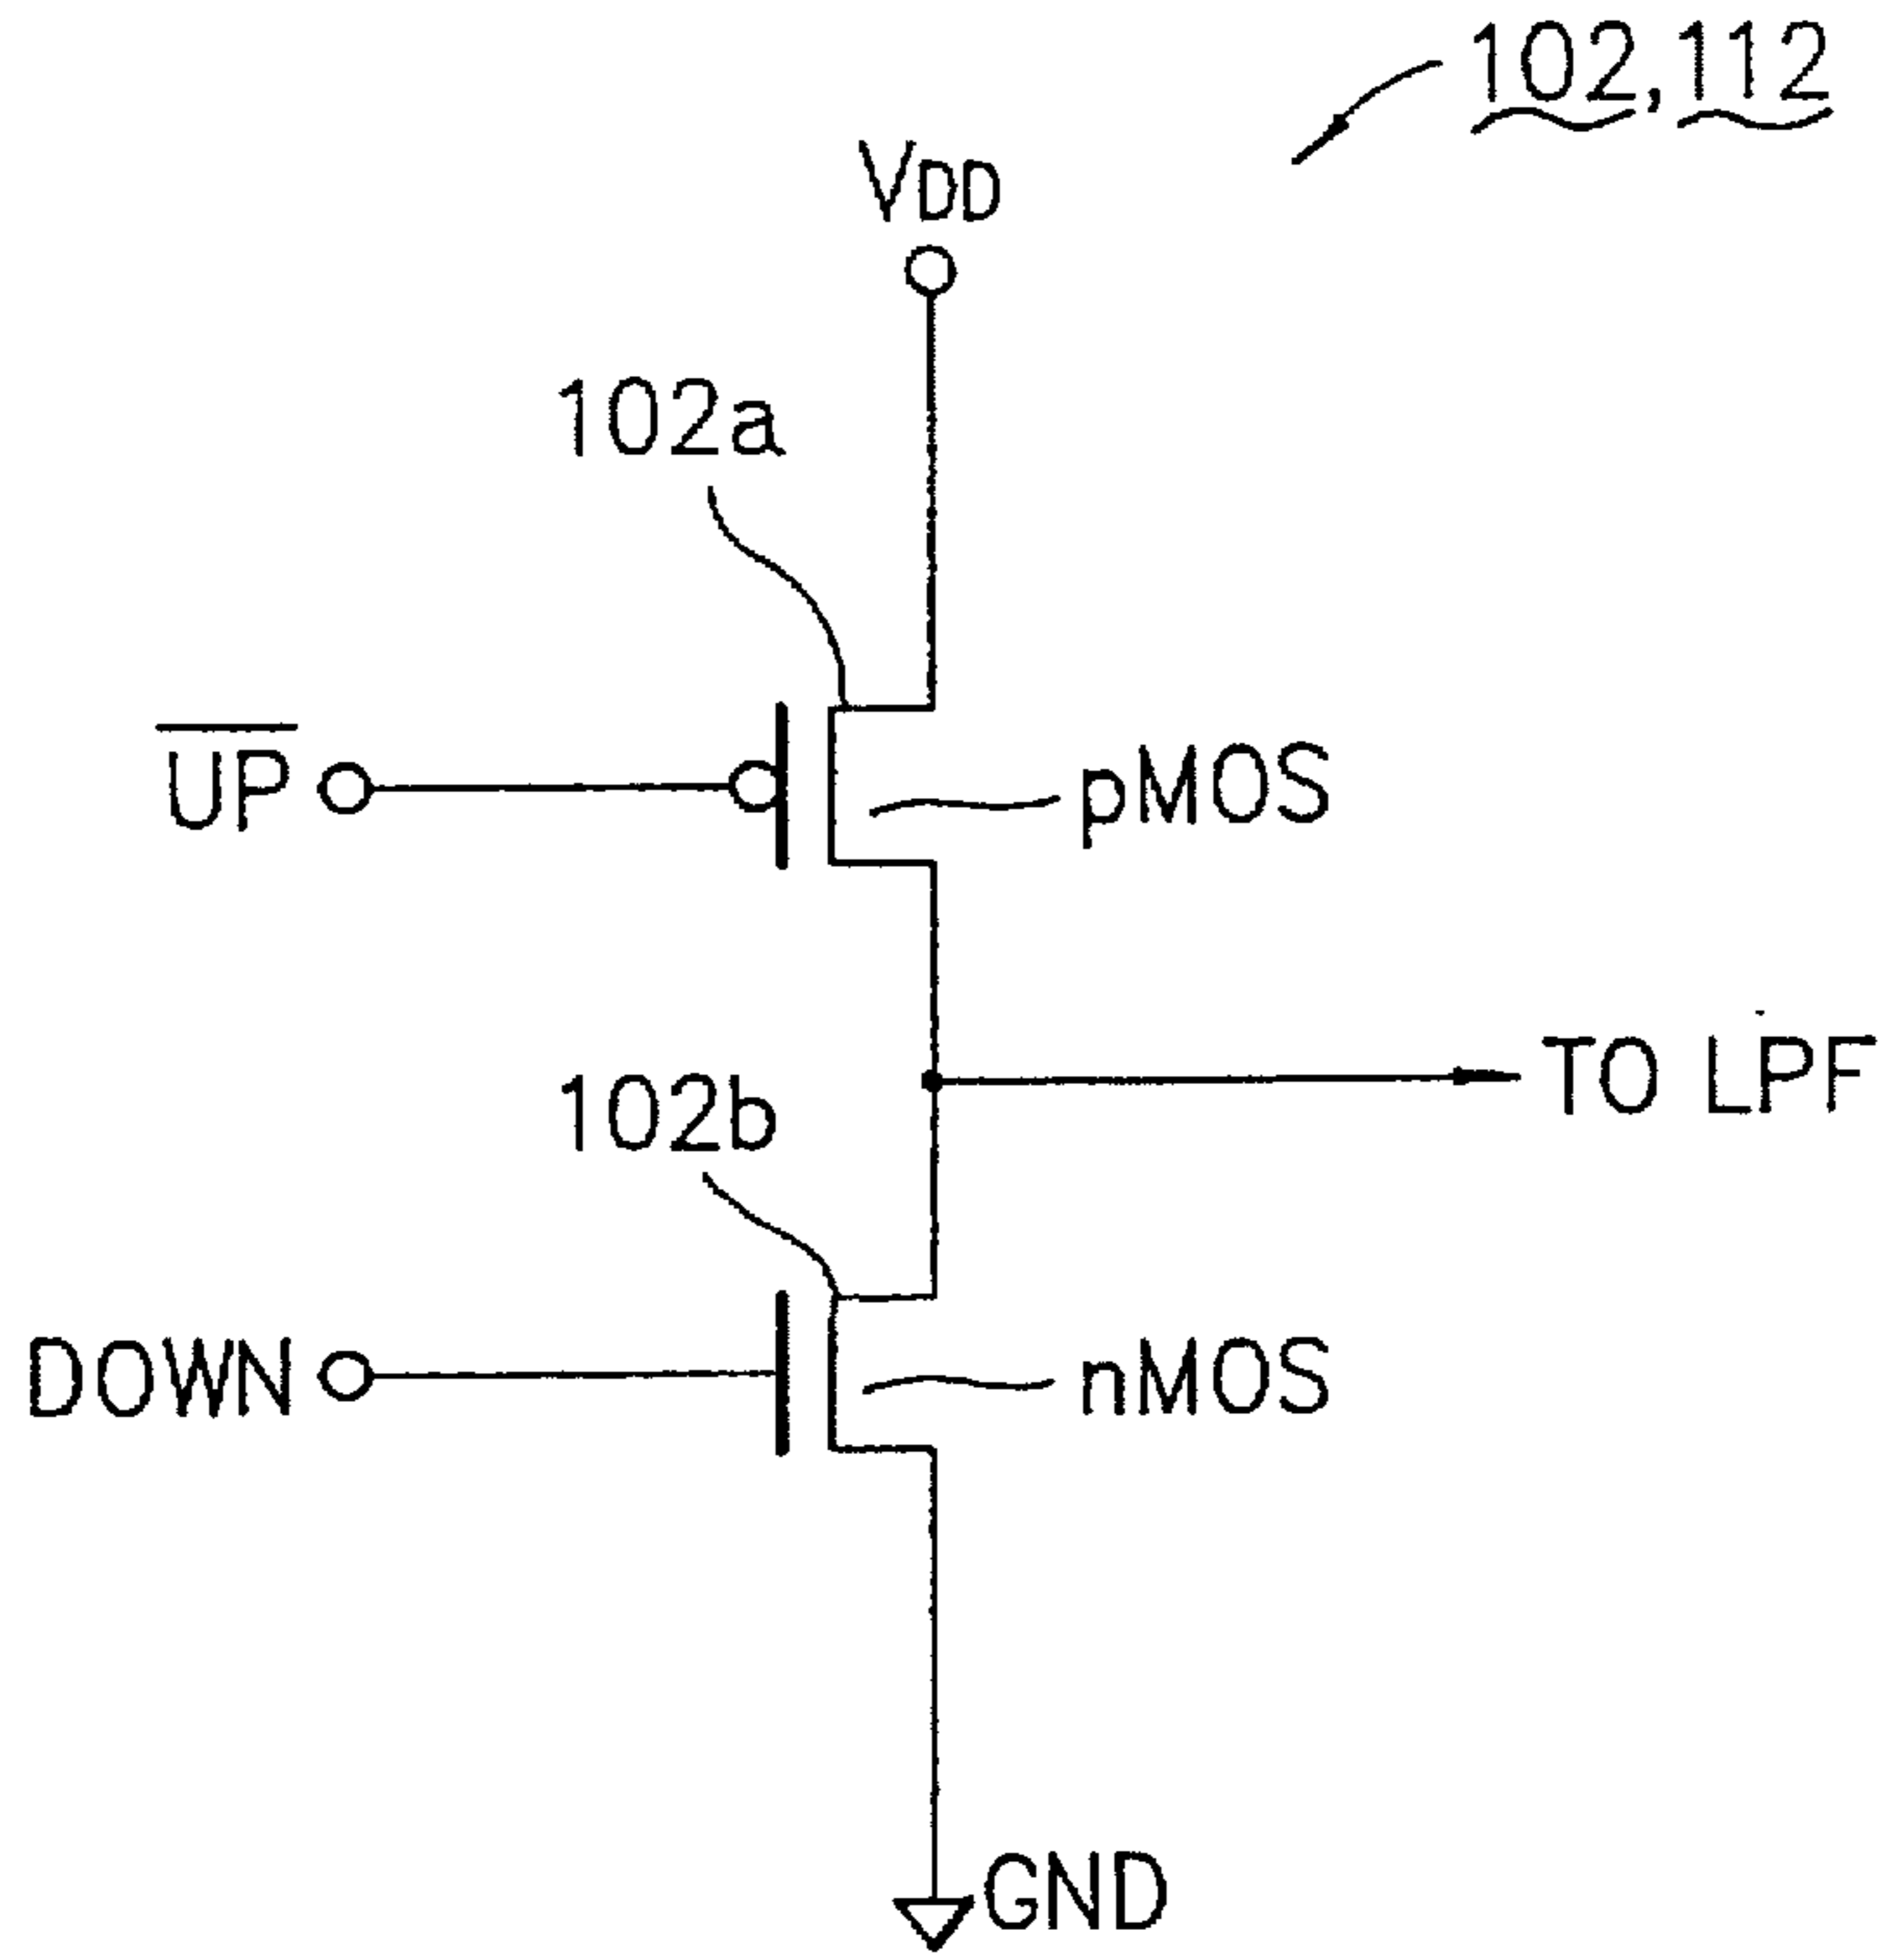 102,112
VDD
102a
UP
pMOS
TO LPF
102b
DOWN
nMOS
GND